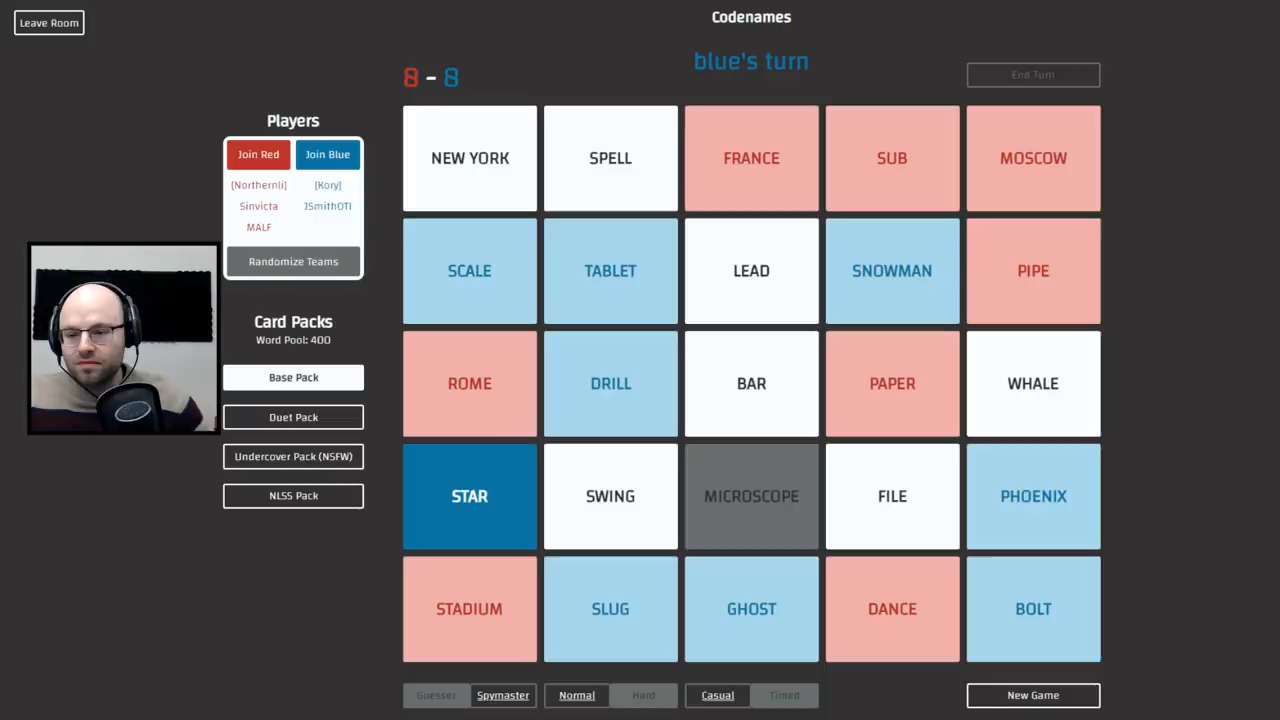 Leave Room
Codenames
blue's turn
8 - 8
End Turn
Players
Join Red
Join Blue
[Northernli]
[Kory]
Sinvicta
JSmithOTI
MALF
Randomize Teams
Card Packs
Word Pool: 400
Base Pack
Duet Pack
Undercover Pack (NSFW)
NLSS Pack
NEW YORK
SPELL
FRANCE
SUB
MOSCOW
SCALE
TABLET
LEAD
SNOWMAN
PIPE
ROME
DRILL
BAR
PAPER
WHALE
STAR
SWING
MICROSCOPE
FILE
PHOENIX
STADIUM
SLUG
GHOST
DANCE
BOLT
Guesser
Spymaster
Normal
Hard
Casual
Timed
New Game